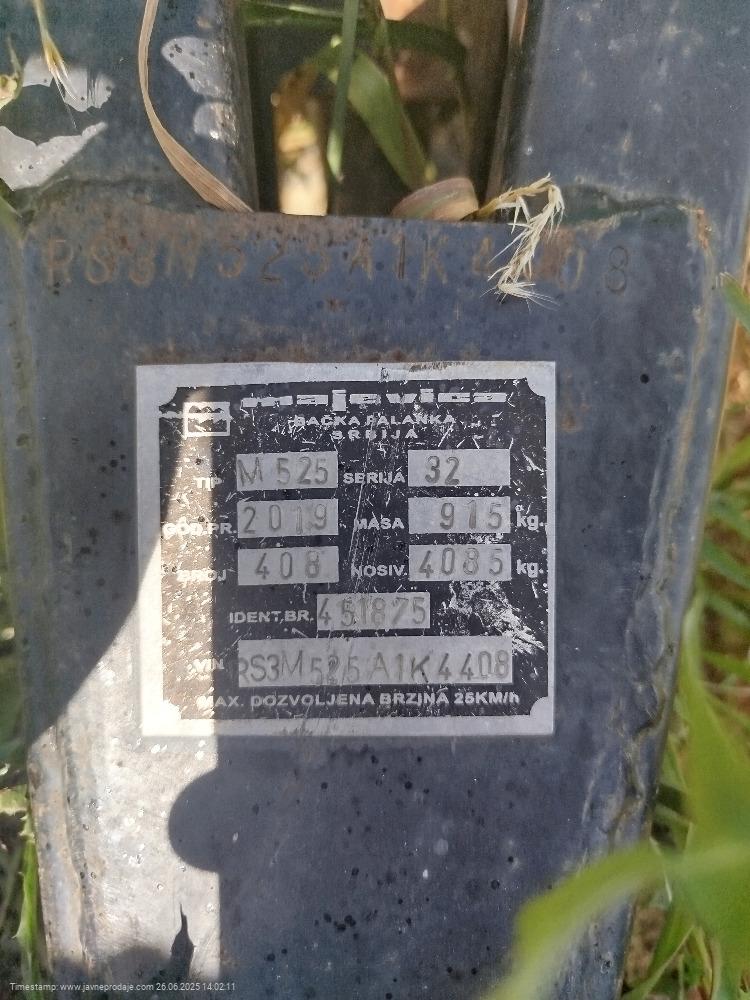 RS3M525A1K4408
majevica
BAČKA PALANKA
SRBIJA
TIP M 525 SERIJA 32
GOD.PR. 2019 MASA 915 kg.
BROJ 408 NOSIV. 4085 kg.
IDENT.BR. 451875
VIN RS3M525A1K4408
MAX. DOZVOLJENA BRZINA 25KM/h
Timestamp: www.javneprodaje.com 26.06.2025 14:02:11